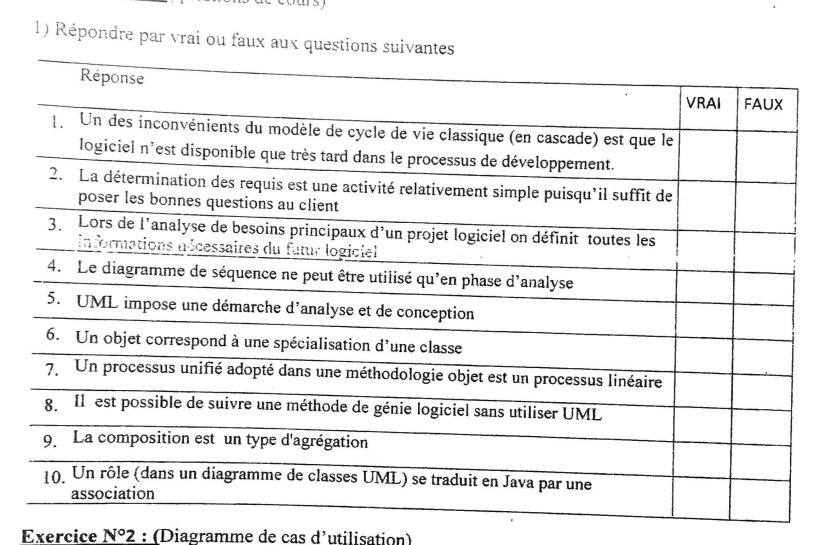 de cours)
1) Répondre par vrai ou faux aux questions suivantes
Réponse
VRAI FAUX
1. Un des inconvénients du modèle de cycle de vie classique (en cascade) est que le
logiciel n’est disponible que très tard dans le processus de développement.
2. La détermination des requis est une activité relativement simple puisqu’il suffit de
poser les bonnes questions au client
3. Lors de l’analyse de besoins principaux d’un projet logiciel on définit toutes les
informations nécessaires du futur logiciel
4. Le diagramme de séquence ne peut être utilisé qu’en phase d’analyse
5. UML impose une démarche d’analyse et de conception
6. Un objet correspond à une spécialisation d’une classe
7. Un processus unifié adopté dans une méthodologie objet est un processus linéaire
8. Il est possible de suivre une méthode de génie logiciel sans utiliser UML
9. La composition est un type d'agrégation
10. Un rôle (dans un diagramme de classes UML) se traduit en Java par une
association
Exercice N°2 : (Diagramme de cas d’utilisation)